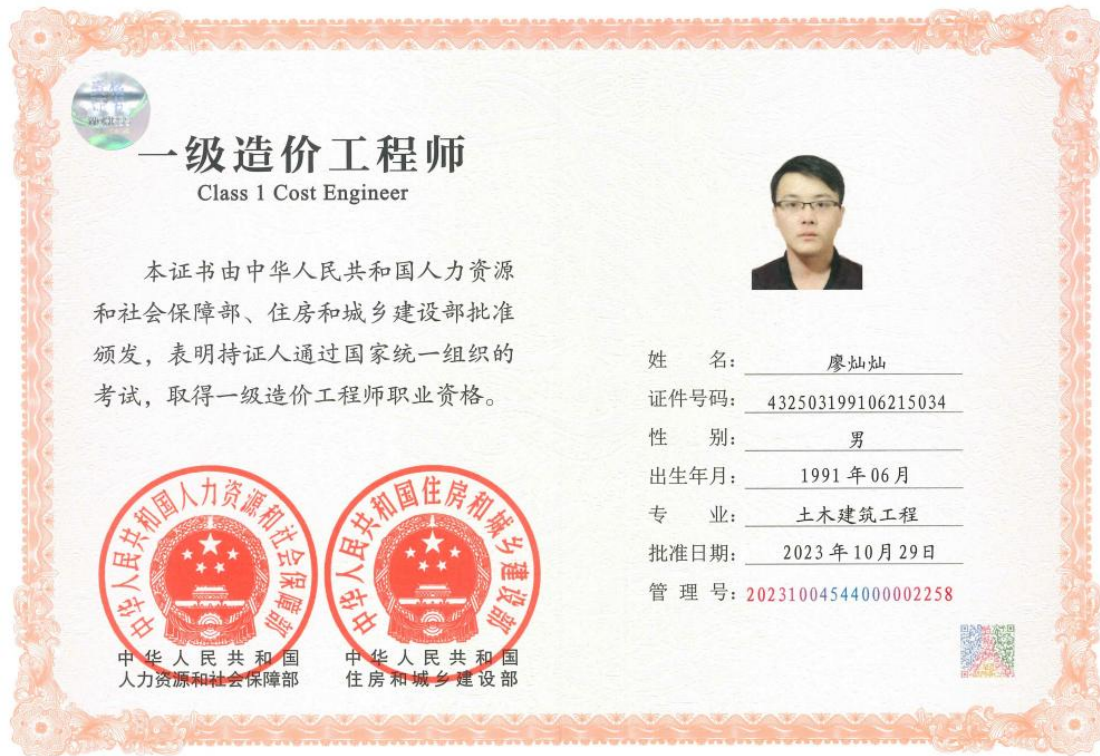 一级造价工程师
Class 1 Cost Engineer
本证书由中华人民共和国人力资源
和社会保障部、住房和城乡建设部批准
颁发，表明持证人通过国家统一组织的
考试，取得一级造价工程师职业资格。
中华人民共和国人力资源和社会保障部
中华人民共和国住房和城乡建设部
中华人民共和国
人力资源和社会保障部
中华人民共和国
住房和城乡建设部
姓名：廖灿灿
证件号码：432503199106215034
性别：男
出生年月：1991年06月
专业：土木建筑工程
批准日期：2023年10月29日
管理号：20231004544000002258